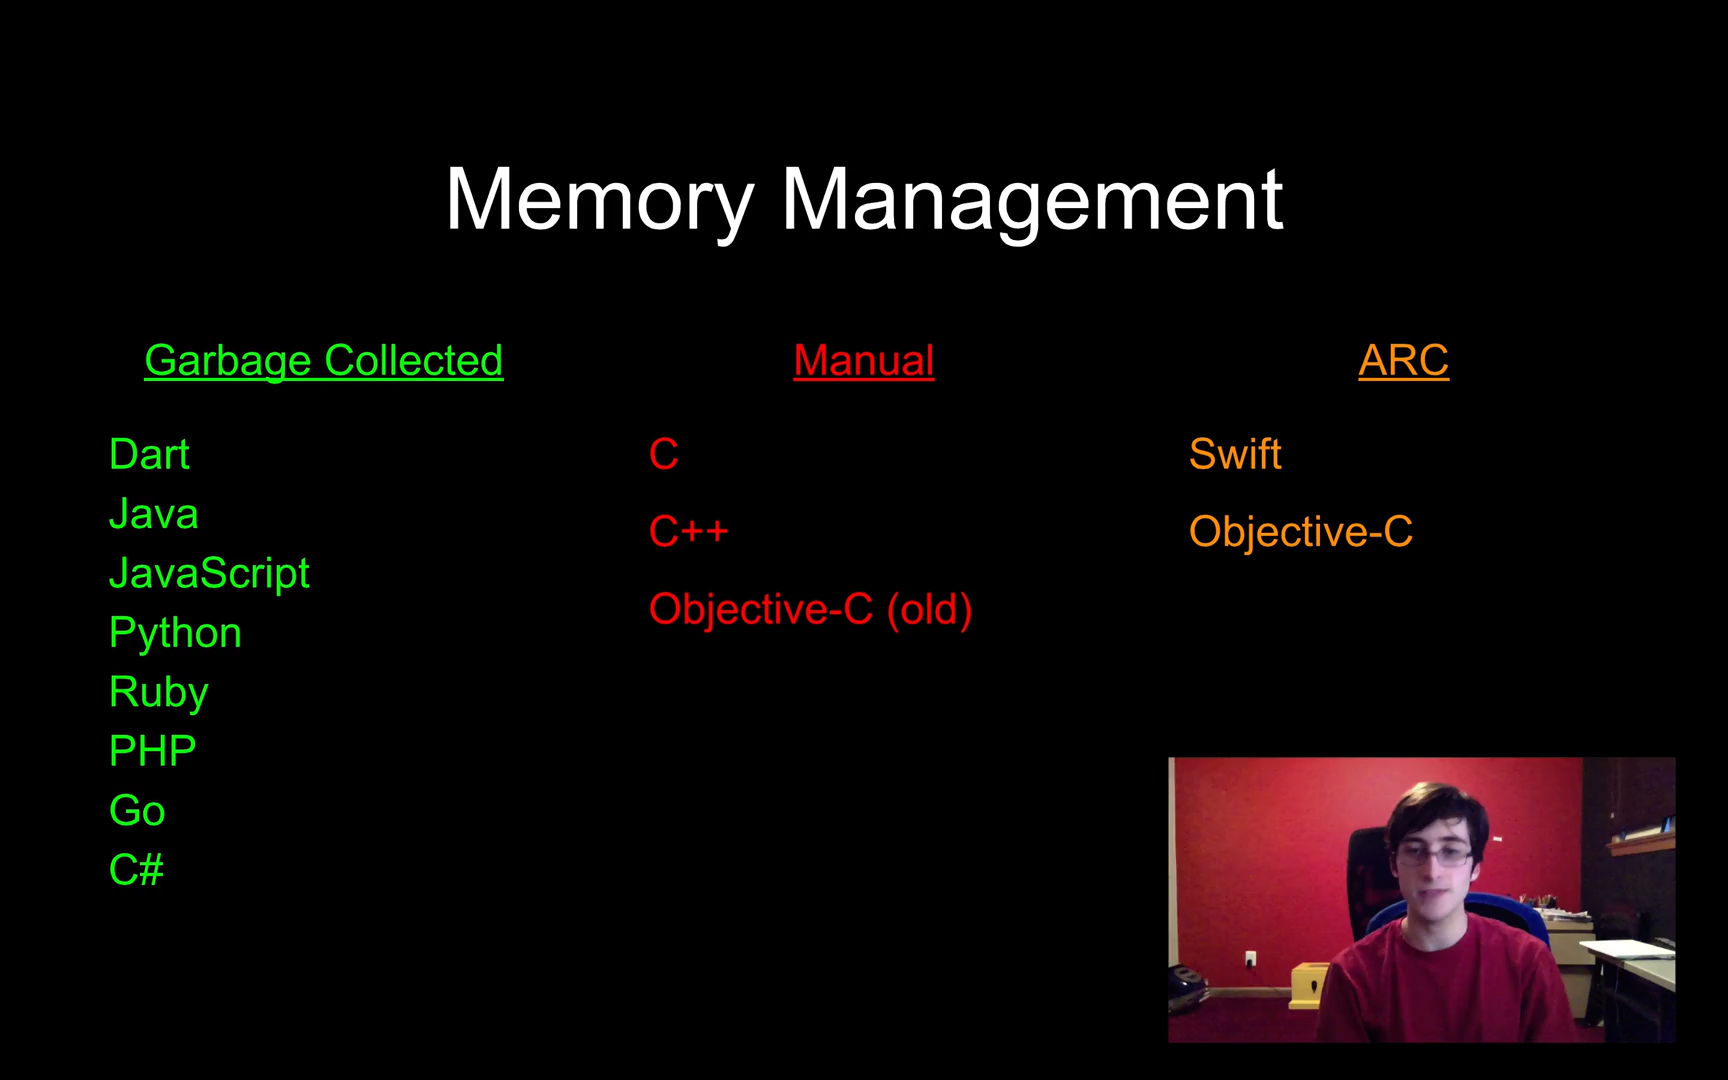 Memory Management
Garbage Collected
Dart
Java
JavaScript
Python
Ruby
PHP
Go
C#
Manual
C
C++
Objective-C (old)
ARC
Swift
Objective-C